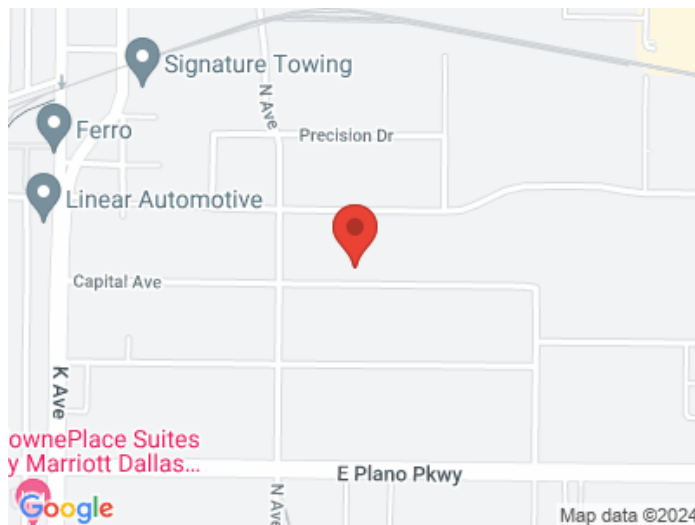 Signature Towing
N Ave
Precision Dr
Ferro
Linear Automotive
Capital Ave
K Ave
ownePlace Suites
y Marriott Dallas...
E Plano Pkwy
N Ave
Google
Map data ©2024